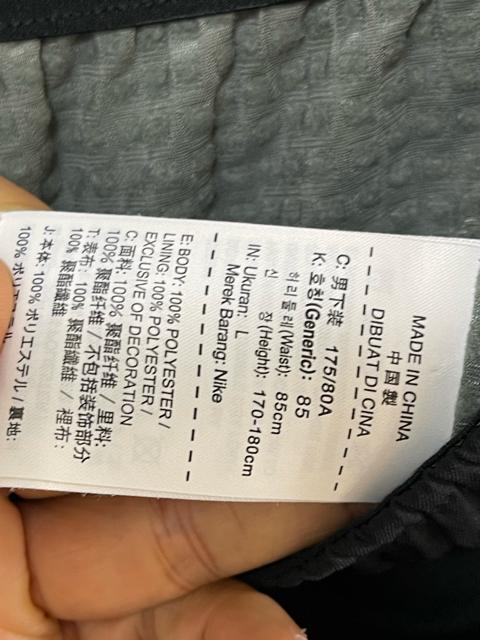 MADE IN CHINA
中國製
DIBUAT DI CINA
C: 男下装 175/80A
K: 호칭(Generic): 85
허리둘레(Waist): 85cm
신 장(Height): 170-180cm
IN: Ukuran: L
Merek Barang: Nike
E: BODY: 100% POLYESTER /
LINING: 100% POLYESTER /
EXCLUSIVE OF DECORATION
C: 面料: 100% 聚酯纤维 / 里料:
100% 聚酯纤维 / 不包括装饰部分
T: 表布: 100% 聚酯纖維 / 裡布:
100% 聚酯纖維
J: 本体: 100% ポリエステル / 裏地:
100% ポリエステル